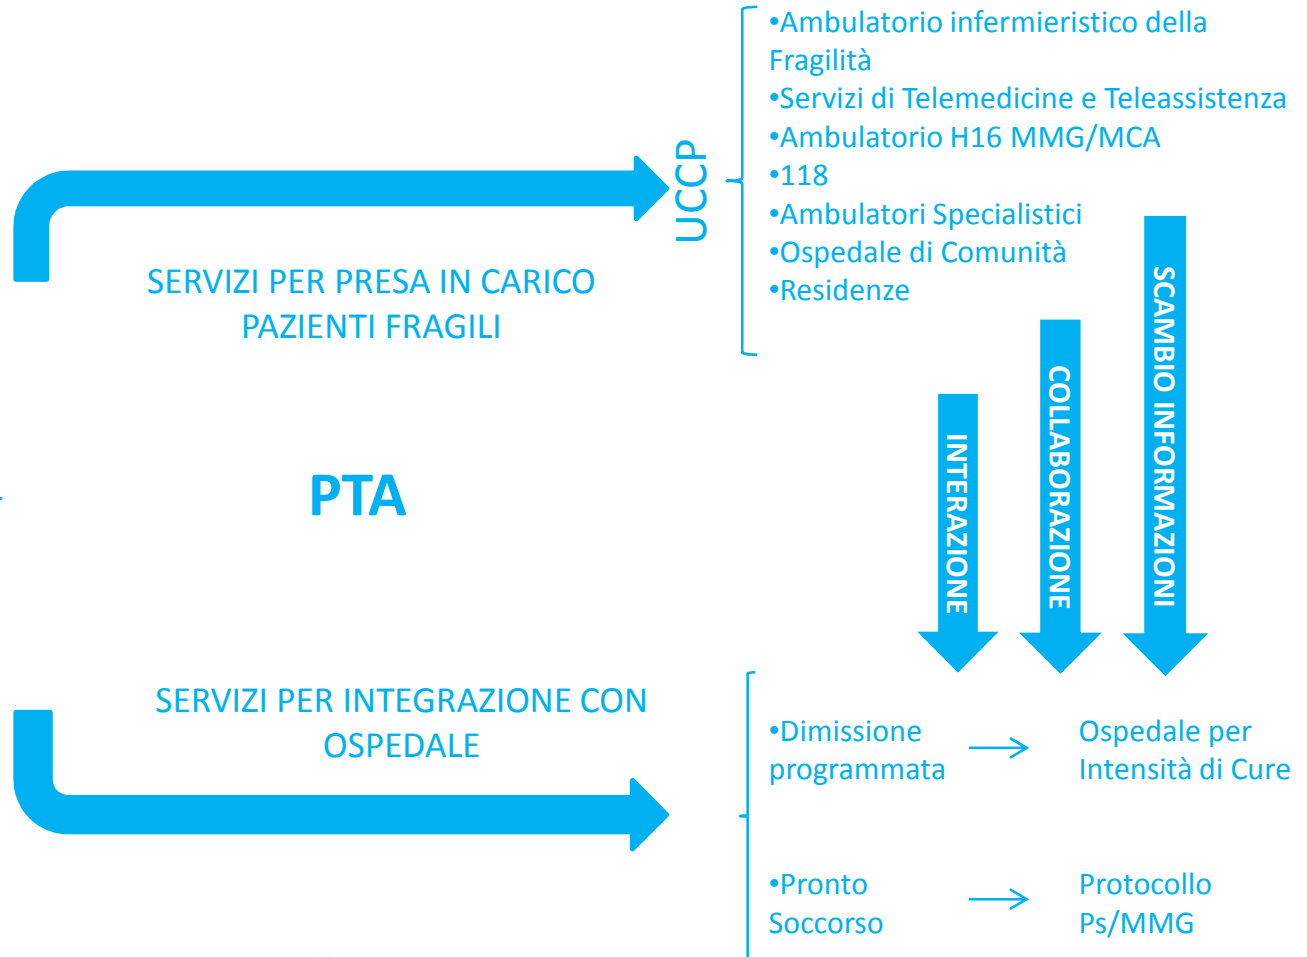 •Ambulatorio infermieristico della
Fragilità
•Servizi di Telemedicine e Teleassistenza
•Ambulatorio H16 MMG/MCA
•118
•Ambulatori Specialistici
•Ospedale di Comunità
•Residenze
UCCP
SERVIZI PER PRESA IN CARICO
PAZIENTI FRAGILI
PTA
INTERAZIONE
COLLABORAZIONE
SCAMBIO INFORMAZIONI
SERVIZI PER INTEGRAZIONE CON
OSPEDALE
•Dimissione
programmata
Ospedale per
Intensità di Cure
•Pronto
Soccorso
Protocollo
Ps/MMG